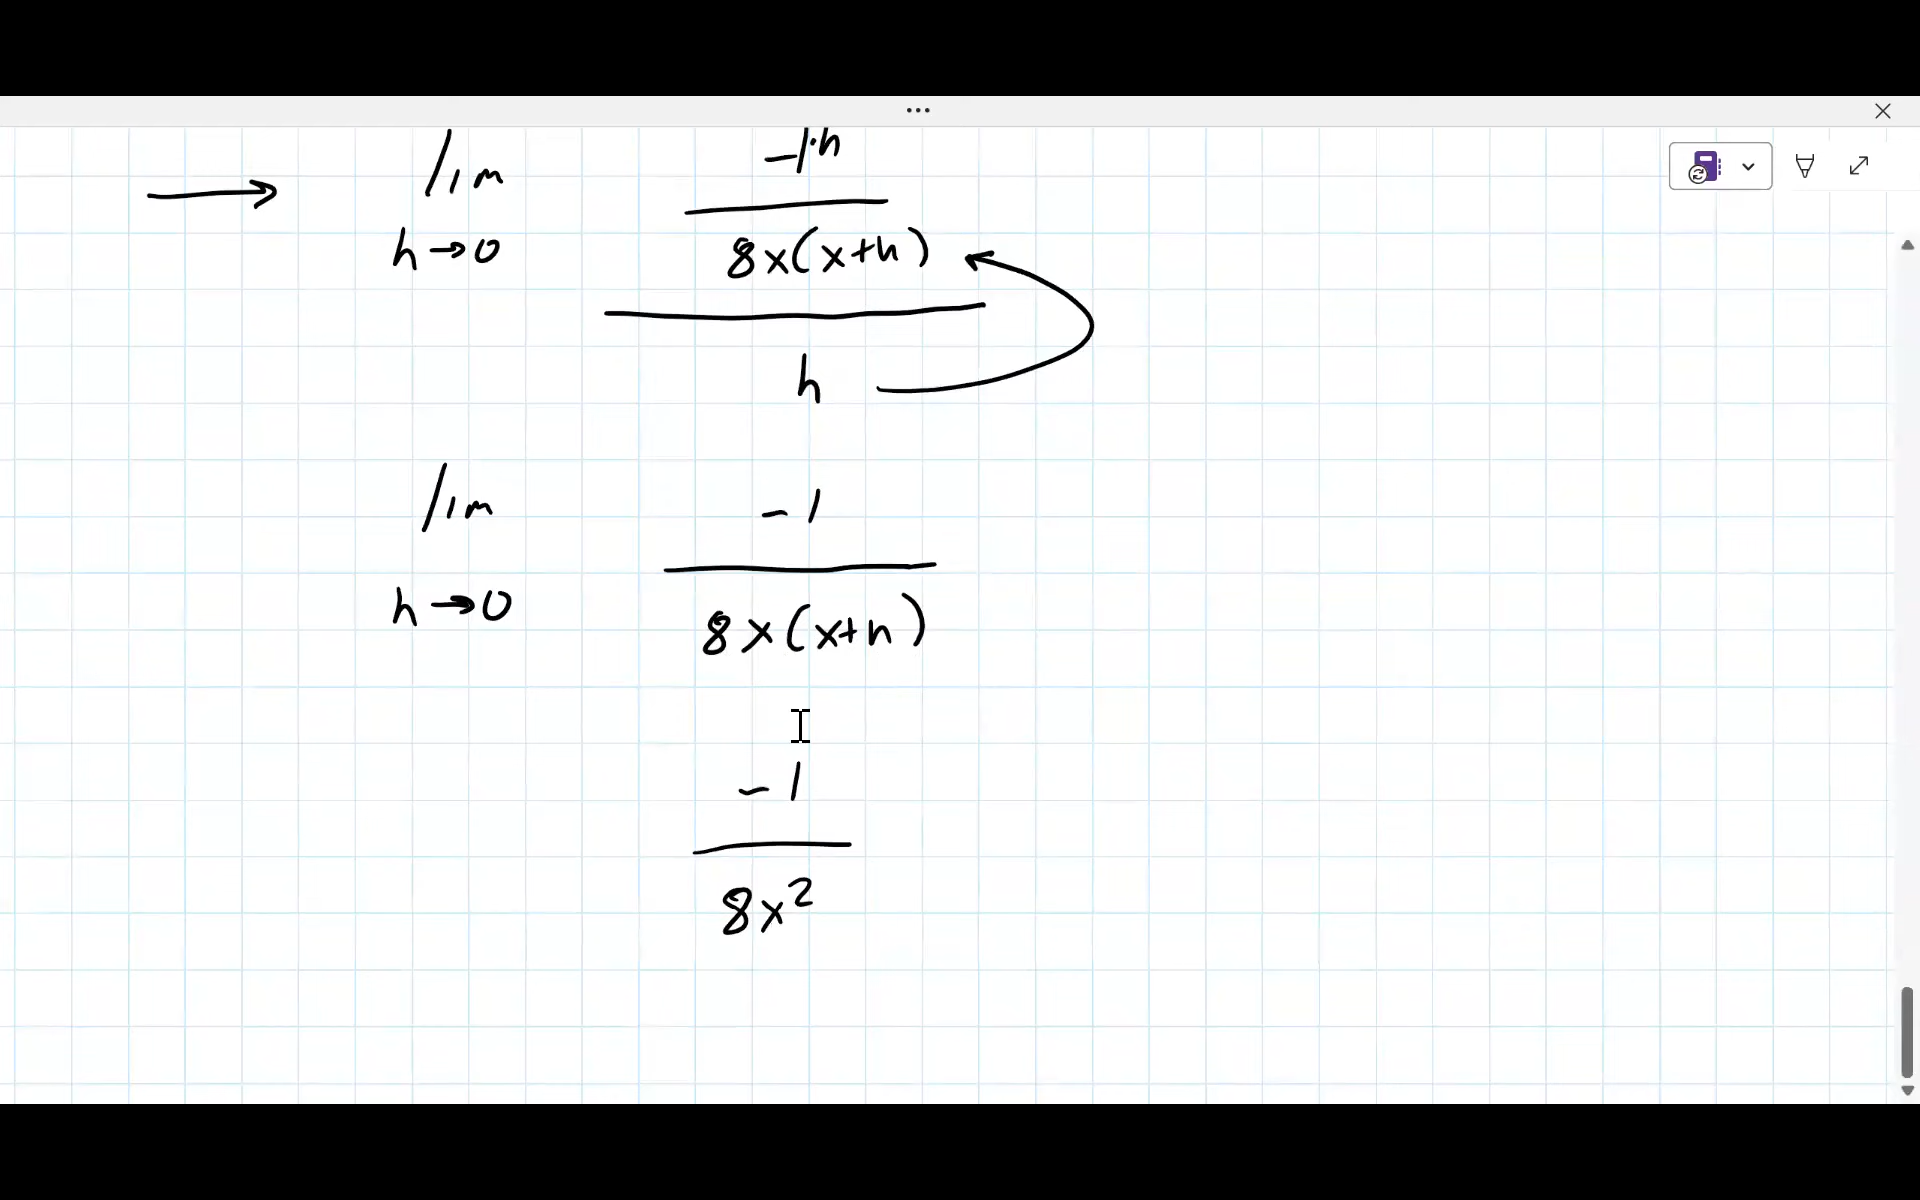 lim -1·h
h→0 8x(x+h)
h
lim -1
h→0 8x(x+h)
-1
8x²